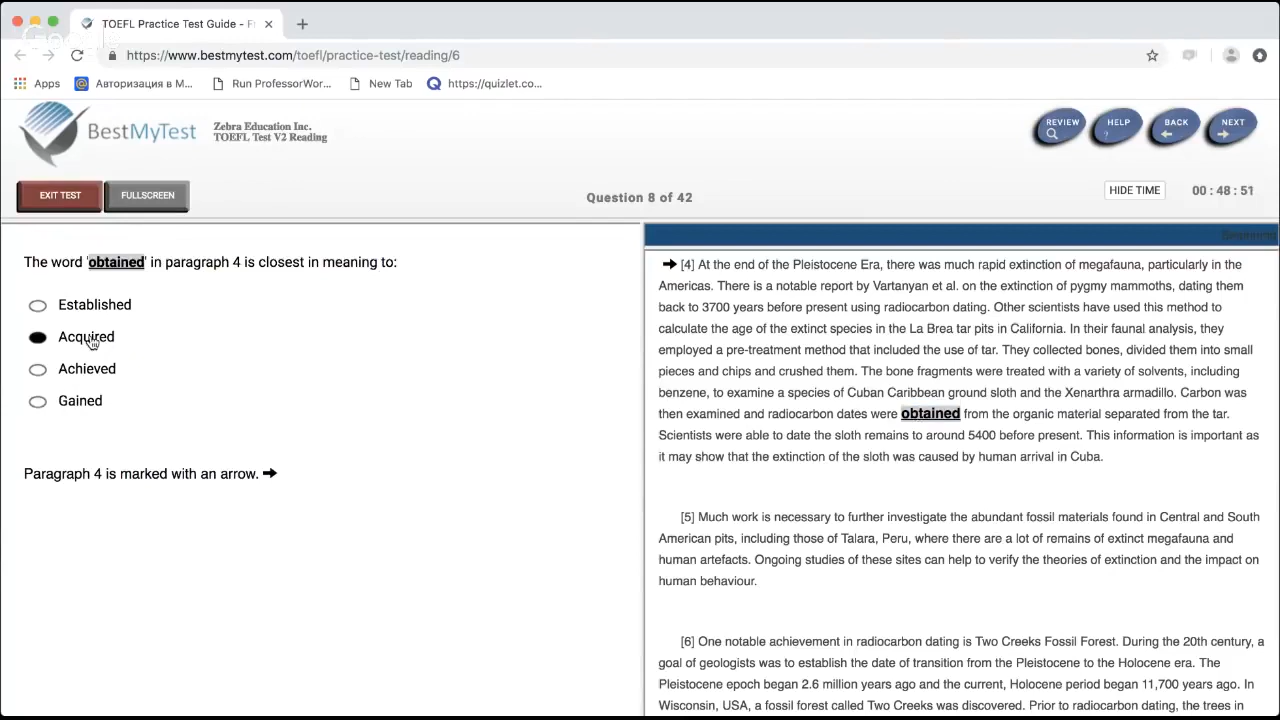 TOEFL Practice Test Guide - Fr
https://www.bestmytest.com/toefl/practice-test/reading/6
Apps
Авторизация в М...
Run ProfessorWor...
New Tab
https://quizlet.co...
BestMyTest
Zebra Education Inc.
TOEFL Test V2 Reading
REVIEW
HELP
?
BACK
NEXT
EXIT TEST
FULLSCREEN
Question 8 of 42
HIDE TIME
00 : 48 : 51
Beginning
The word 'obtained' in paragraph 4 is closest in meaning to:
Established
Acquired
Achieved
Gained
Paragraph 4 is marked with an arrow. ➔
➔ [4] At the end of the Pleistocene Era, there was much rapid extinction of megafauna, particularly in the
Americas. There is a notable report by Vartanyan et al. on the extinction of pygmy mammoths, dating them
back to 3700 years before present using radiocarbon dating. Other scientists have used this method to
calculate the age of the extinct species in the La Brea tar pits in California. In their faunal analysis, they
employed a pre-treatment method that included the use of tar. They collected bones, divided them into small
pieces and chips and crushed them. The bone fragments were treated with a variety of solvents, including
benzene, to examine a species of Cuban Caribbean ground sloth and the Xenarthra armadillo. Carbon was
then examined and radiocarbon dates were obtained from the organic material separated from the tar.
Scientists were able to date the sloth remains to around 5400 before present. This information is important as
it may show that the extinction of the sloth was caused by human arrival in Cuba.
[5] Much work is necessary to further investigate the abundant fossil materials found in Central and South
American pits, including those of Talara, Peru, where there are a lot of remains of extinct megafauna and
human artefacts. Ongoing studies of these sites can help to verify the theories of extinction and the impact on
human behaviour.
[6] One notable achievement in radiocarbon dating is Two Creeks Fossil Forest. During the 20th century, a
goal of geologists was to establish the date of transition from the Pleistocene to the Holocene era. The
Pleistocene epoch began 2.6 million years ago and the current, Holocene period began 11,700 years ago. In
Wisconsin, USA, a fossil forest called Two Creeks was discovered. Prior to radiocarbon dating, the trees in